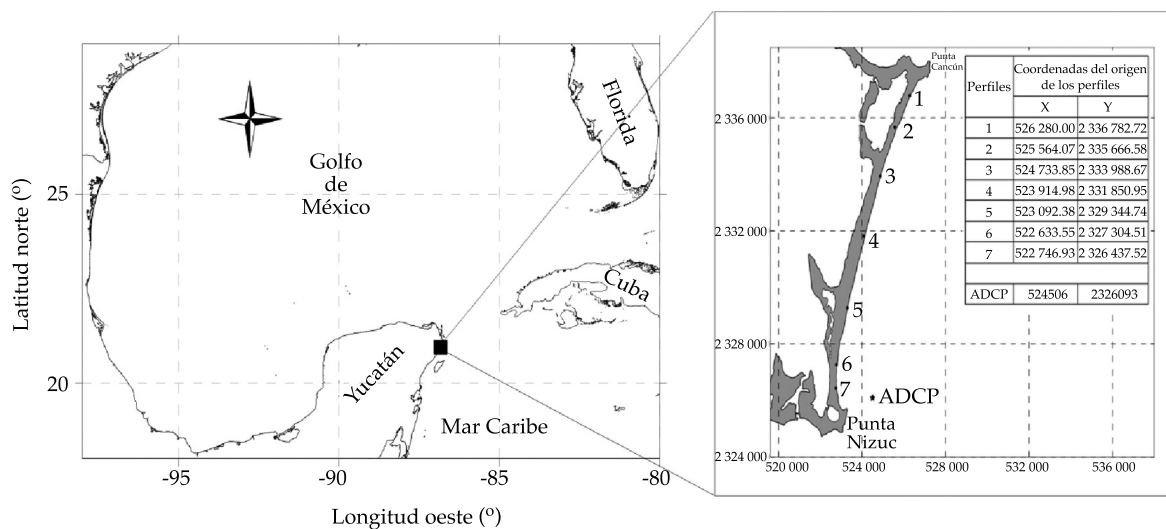 Latitud norte (º)
25
20
-95
-90
-85
-80
Longitud oeste (º)
Golfo
de
México
Florida
Cuba
Yucatán
Mar Caribe
2 336 000
2 332 000
2 328 000
2 324 000
520 000
524 000
528 000
532 000
536 000
Punta
Cancún
1
2
3
4
5
6
7
ADCP
Punta
Nizuc
Perfiles
Coordenadas del origen
de los perfiles
X Y
1 526 280.00 2 336 782.72
2 525 564.07 2 335 666.58
3 524 733.85 2 333 988.67
4 523 914.98 2 331 850.95
5 523 092.38 2 329 344.74
6 522 633.55 2 327 304.51
7 522 746.93 2 326 437.52
ADCP 524506 2326093